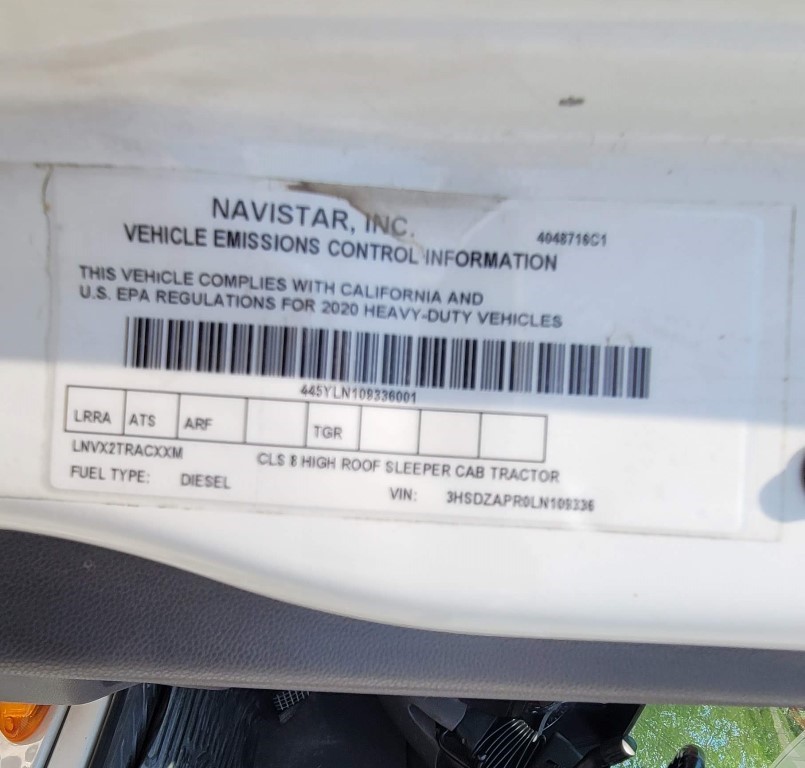 NAVISTAR, INC.
4048716C1
VEHICLE EMISSIONS CONTROL INFORMATION
THIS VEHICLE COMPLIES WITH CALIFORNIA AND
U.S. EPA REGULATIONS FOR 2020 HEAVY-DUTY VEHICLES
445YLN109336001
LRRA ATS ARF TGR
LNVX2TRACXXM CLS 8 HIGH ROOF SLEEPER CAB TRACTOR
FUEL TYPE: DIESEL VIN: 3HSDZAPR0LN109336